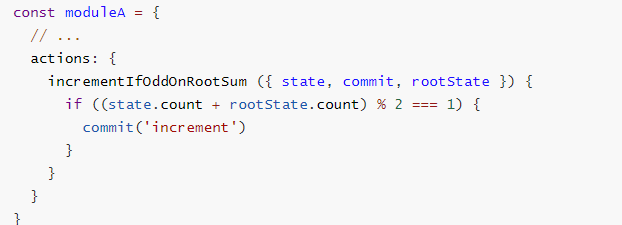 const moduleA = {
  // ...
  actions: {
    incrementIfOddOnRootSum ({ state, commit, rootState }) {
      if ((state.count + rootState.count) % 2 === 1) {
        commit('increment')
      }
    }
  }
}